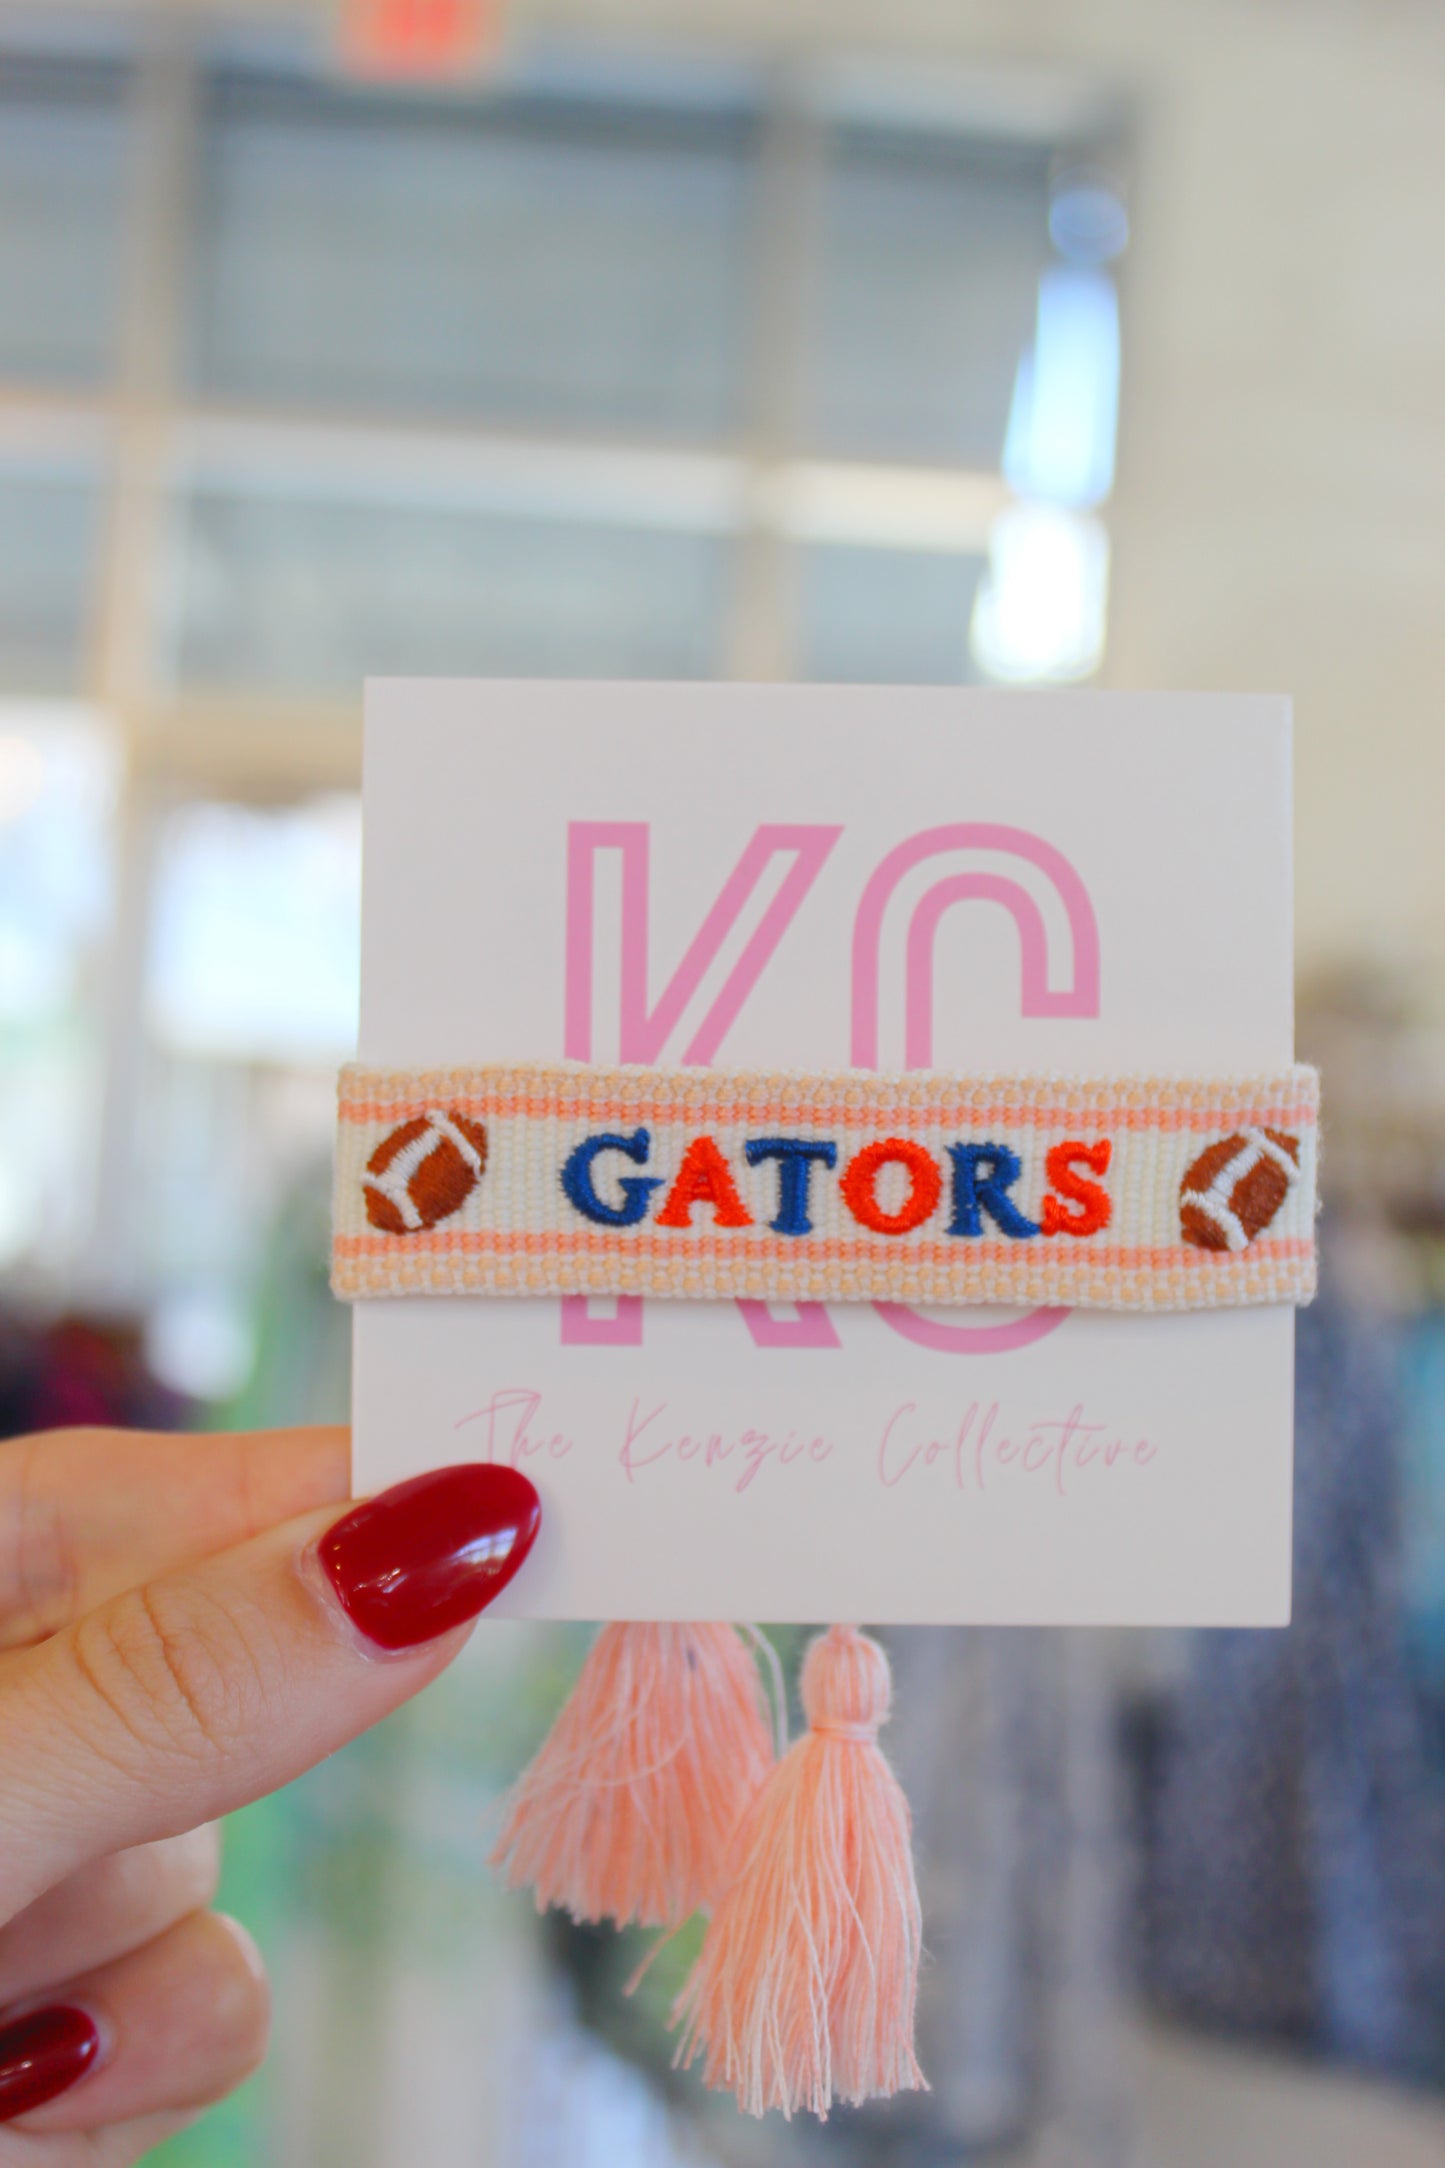 KC
GATORS
The Kenzie Collective